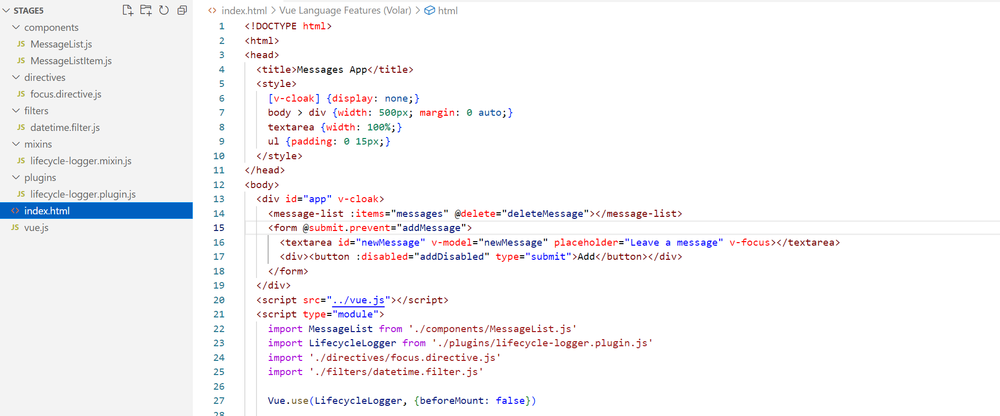 STAGE5
components
JS MessageList.js
JS MessageListItem.js
directives
JS focus.directive.js
filters
JS datetime.filter.js
mixins
JS lifecycle-logger.mixin.js
plugins
JS lifecycle-logger.plugin.js
<> index.html
JS vue.js
<> index.html > Vue Language Features (Volar) > html
1 <!DOCTYPE html>
2 <html>
3 <head>
4 <title>Messages App</title>
5 <style>
6 [v-cloak] {display: none;}
7 body > div {width: 500px; margin: 0 auto;}
8 textarea {width: 100%;}
9 ul {padding: 0 15px;}
10 </style>
11 </head>
12 <body>
13 <div id="app" v-cloak>
14 <message-list :items="messages" @delete="deleteMessage"></message-list>
15 <form @submit.prevent="addMessage">
16 <textarea id="newMessage" v-model="newMessage" placeholder="Leave a message" v-focus></textarea>
17 <div><button :disabled="addDisabled" type="submit">Add</button></div>
18 </form>
19 </div>
20 <script src="../vue.js"></script>
21 <script type="module">
22 import MessageList from './components/MessageList.js'
23 import LifecycleLogger from './plugins/lifecycle-logger.plugin.js'
24 import './directives/focus.directive.js'
25 import './filters/datetime.filter.js'
26
27 Vue.use(LifecycleLogger, {beforeMount: false})
28